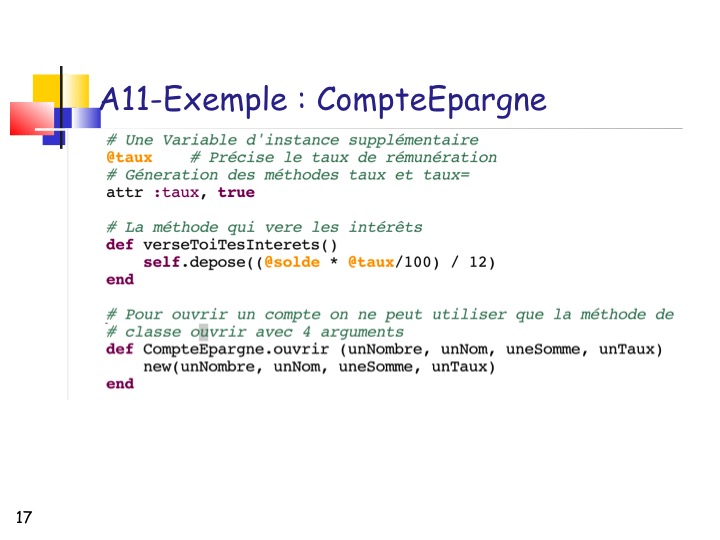 A11-Exemple : CompteEpargne
# Une Variable d'instance supplémentaire
@taux    # Précise le taux de rémunération
# Géneration des méthodes taux et taux=
attr :taux, true
# La méthode qui vere les intérêts
def verseToiTesInterets()
    self.depose((@solde * @taux/100) / 12)
end
# Pour ouvrir un compte on ne peut utiliser que la méthode de
# classe ouvrir avec 4 arguments
def CompteEpargne.ouvrir (unNombre, unNom, uneSomme, unTaux)
    new(unNombre, unNom, uneSomme, unTaux)
end
17